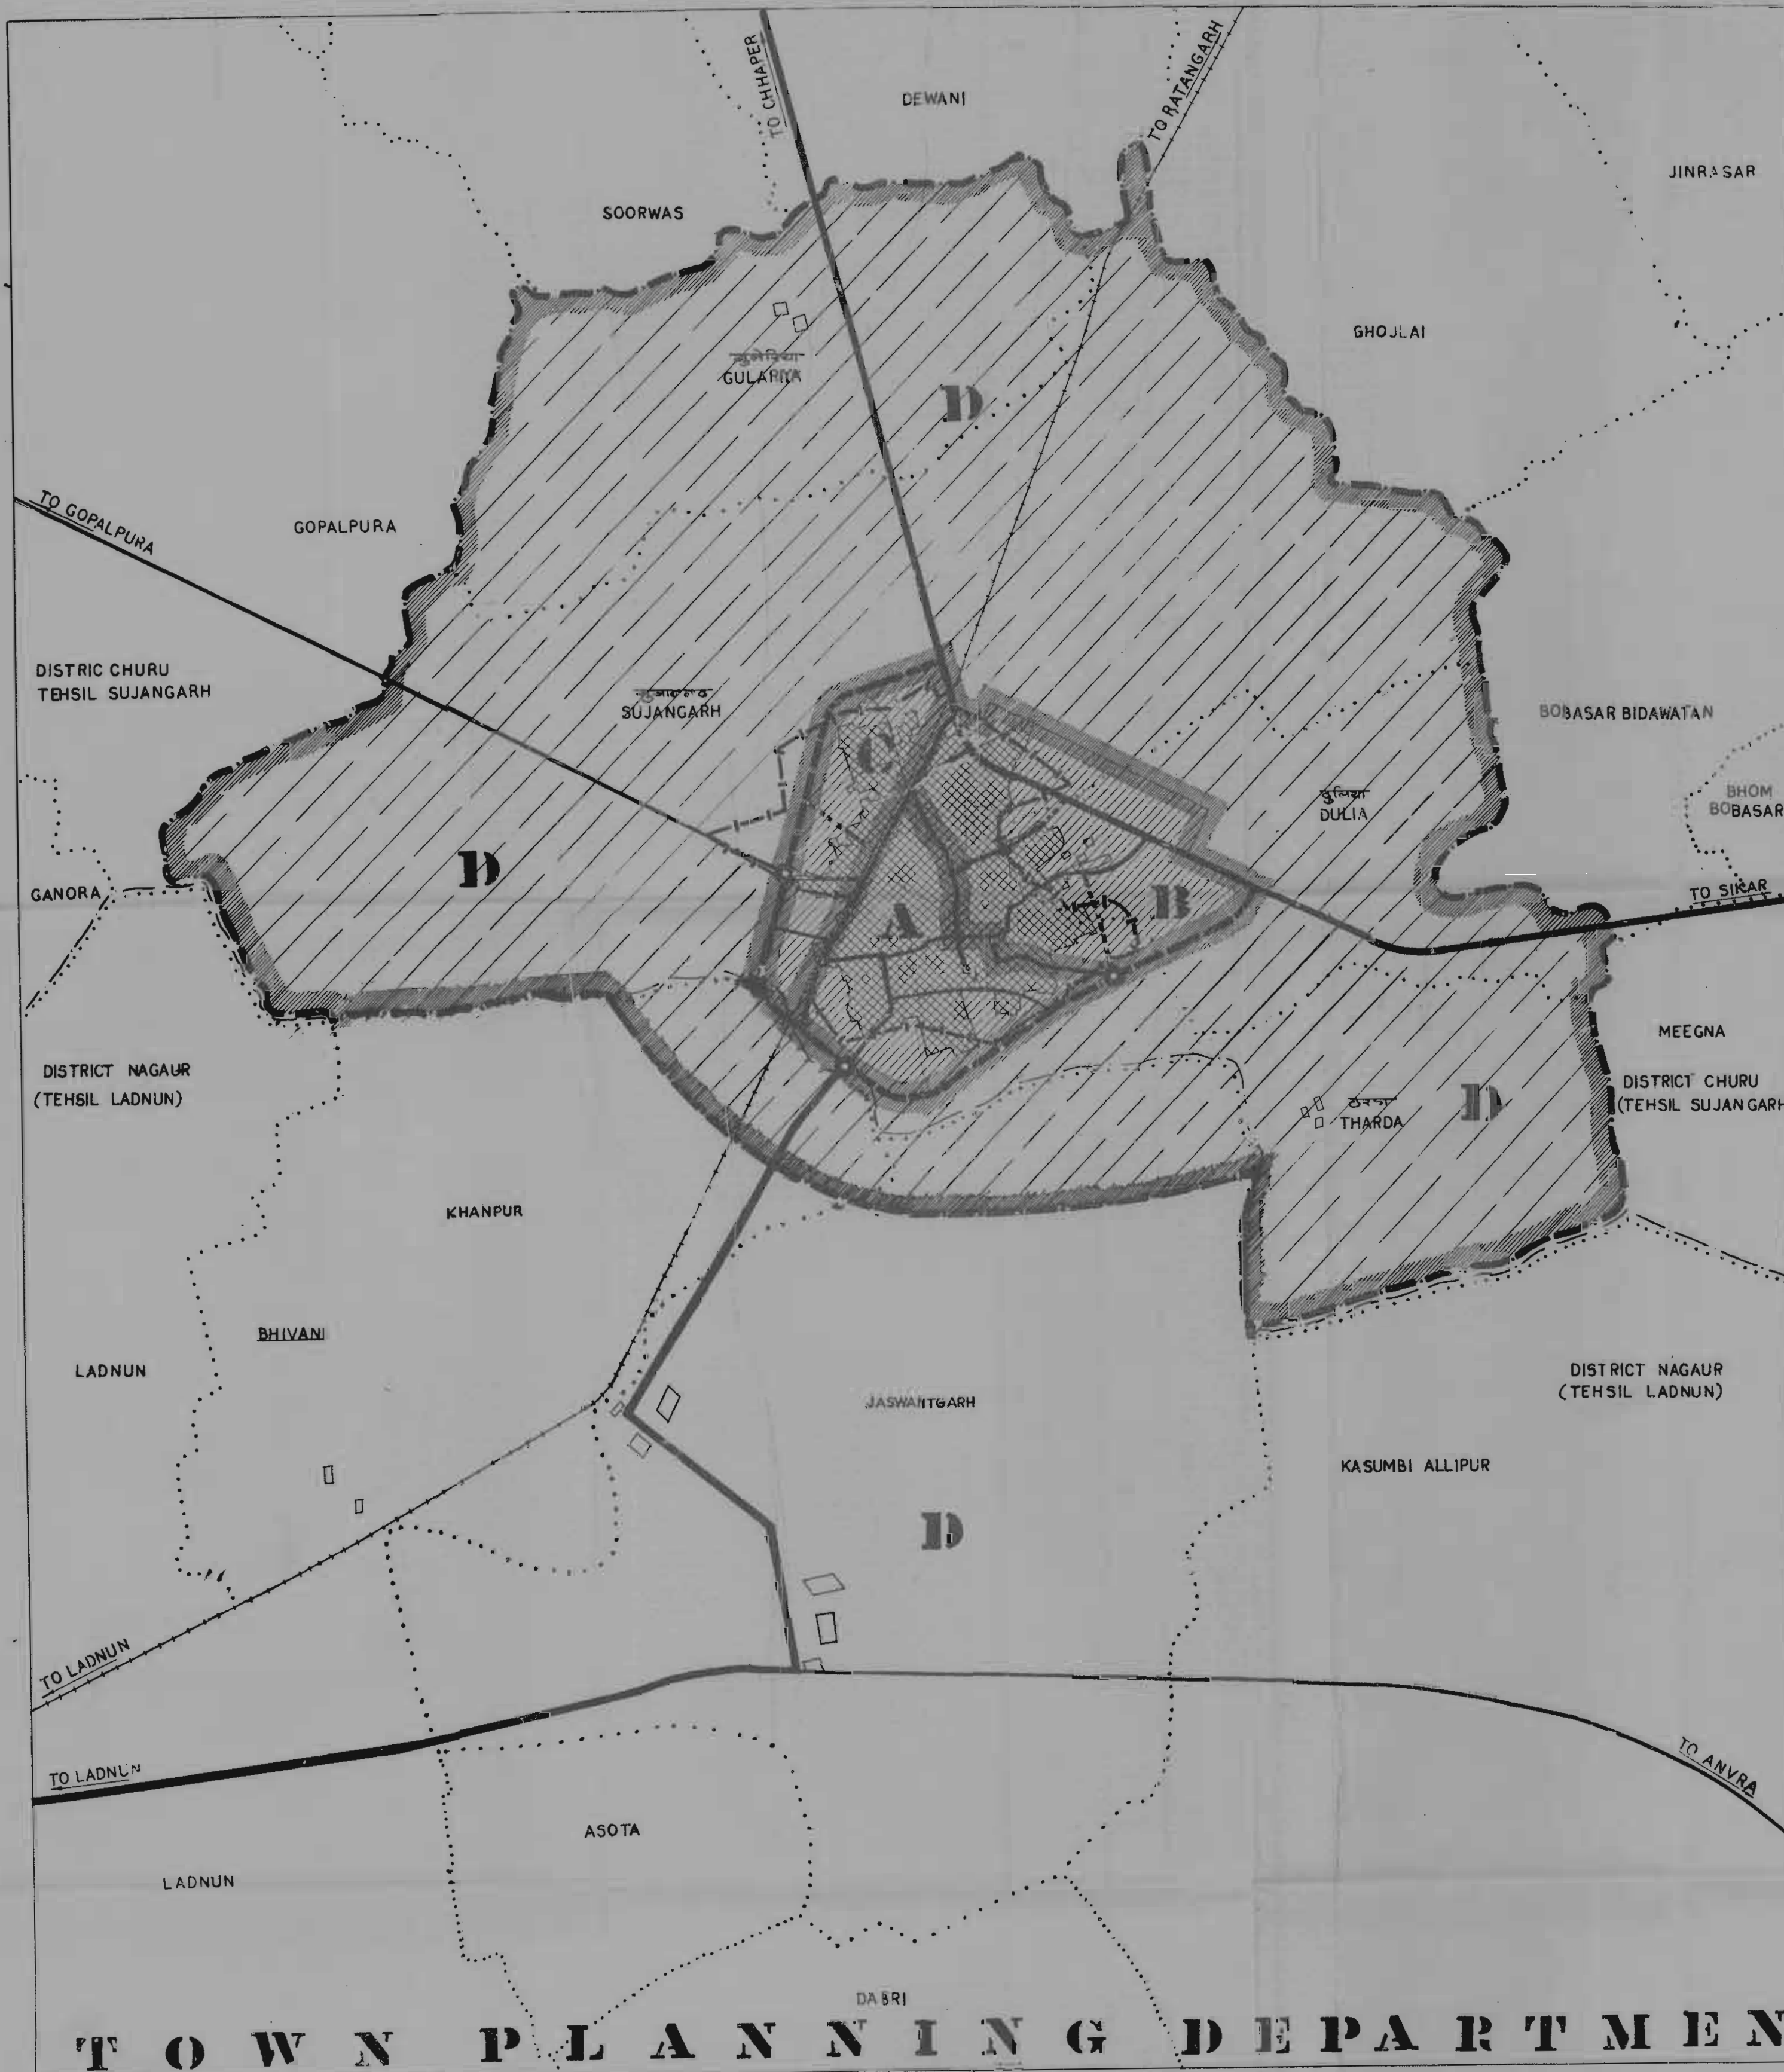 TO CHHAPER
DEWANI
TO RATANGARH
JINRASAR
SOORWAS
GHOJLAI
GULARIYA
D
TO GOPALPURA
GOPALPURA
DISTRIC CHURU
TEHSIL SUJANGARH
SUJANGARH
BOBASAR BIDAWATAN
C
दुलिया
DULIA
BHOM
BOBASAR
D
GANORA
TO SIKAR
A
B
MEEGNA
DISTRICT NAGAUR
(TEHSIL LADNUN)
DISTRICT CHURU
(TEHSIL SUJANGARH
D
THARDA
KHANPUR
BHIVANI
LADNUN
DISTRICT NAGAUR
(TEHSIL LADNUN)
JASWANTGARH
KASUMBI ALLIPUR
D
TO LADNUN
TO LADNUN
TO ANVRA
ASOTA
LADNUN
DABRI
TOWN PLANNING DEPARTMEN